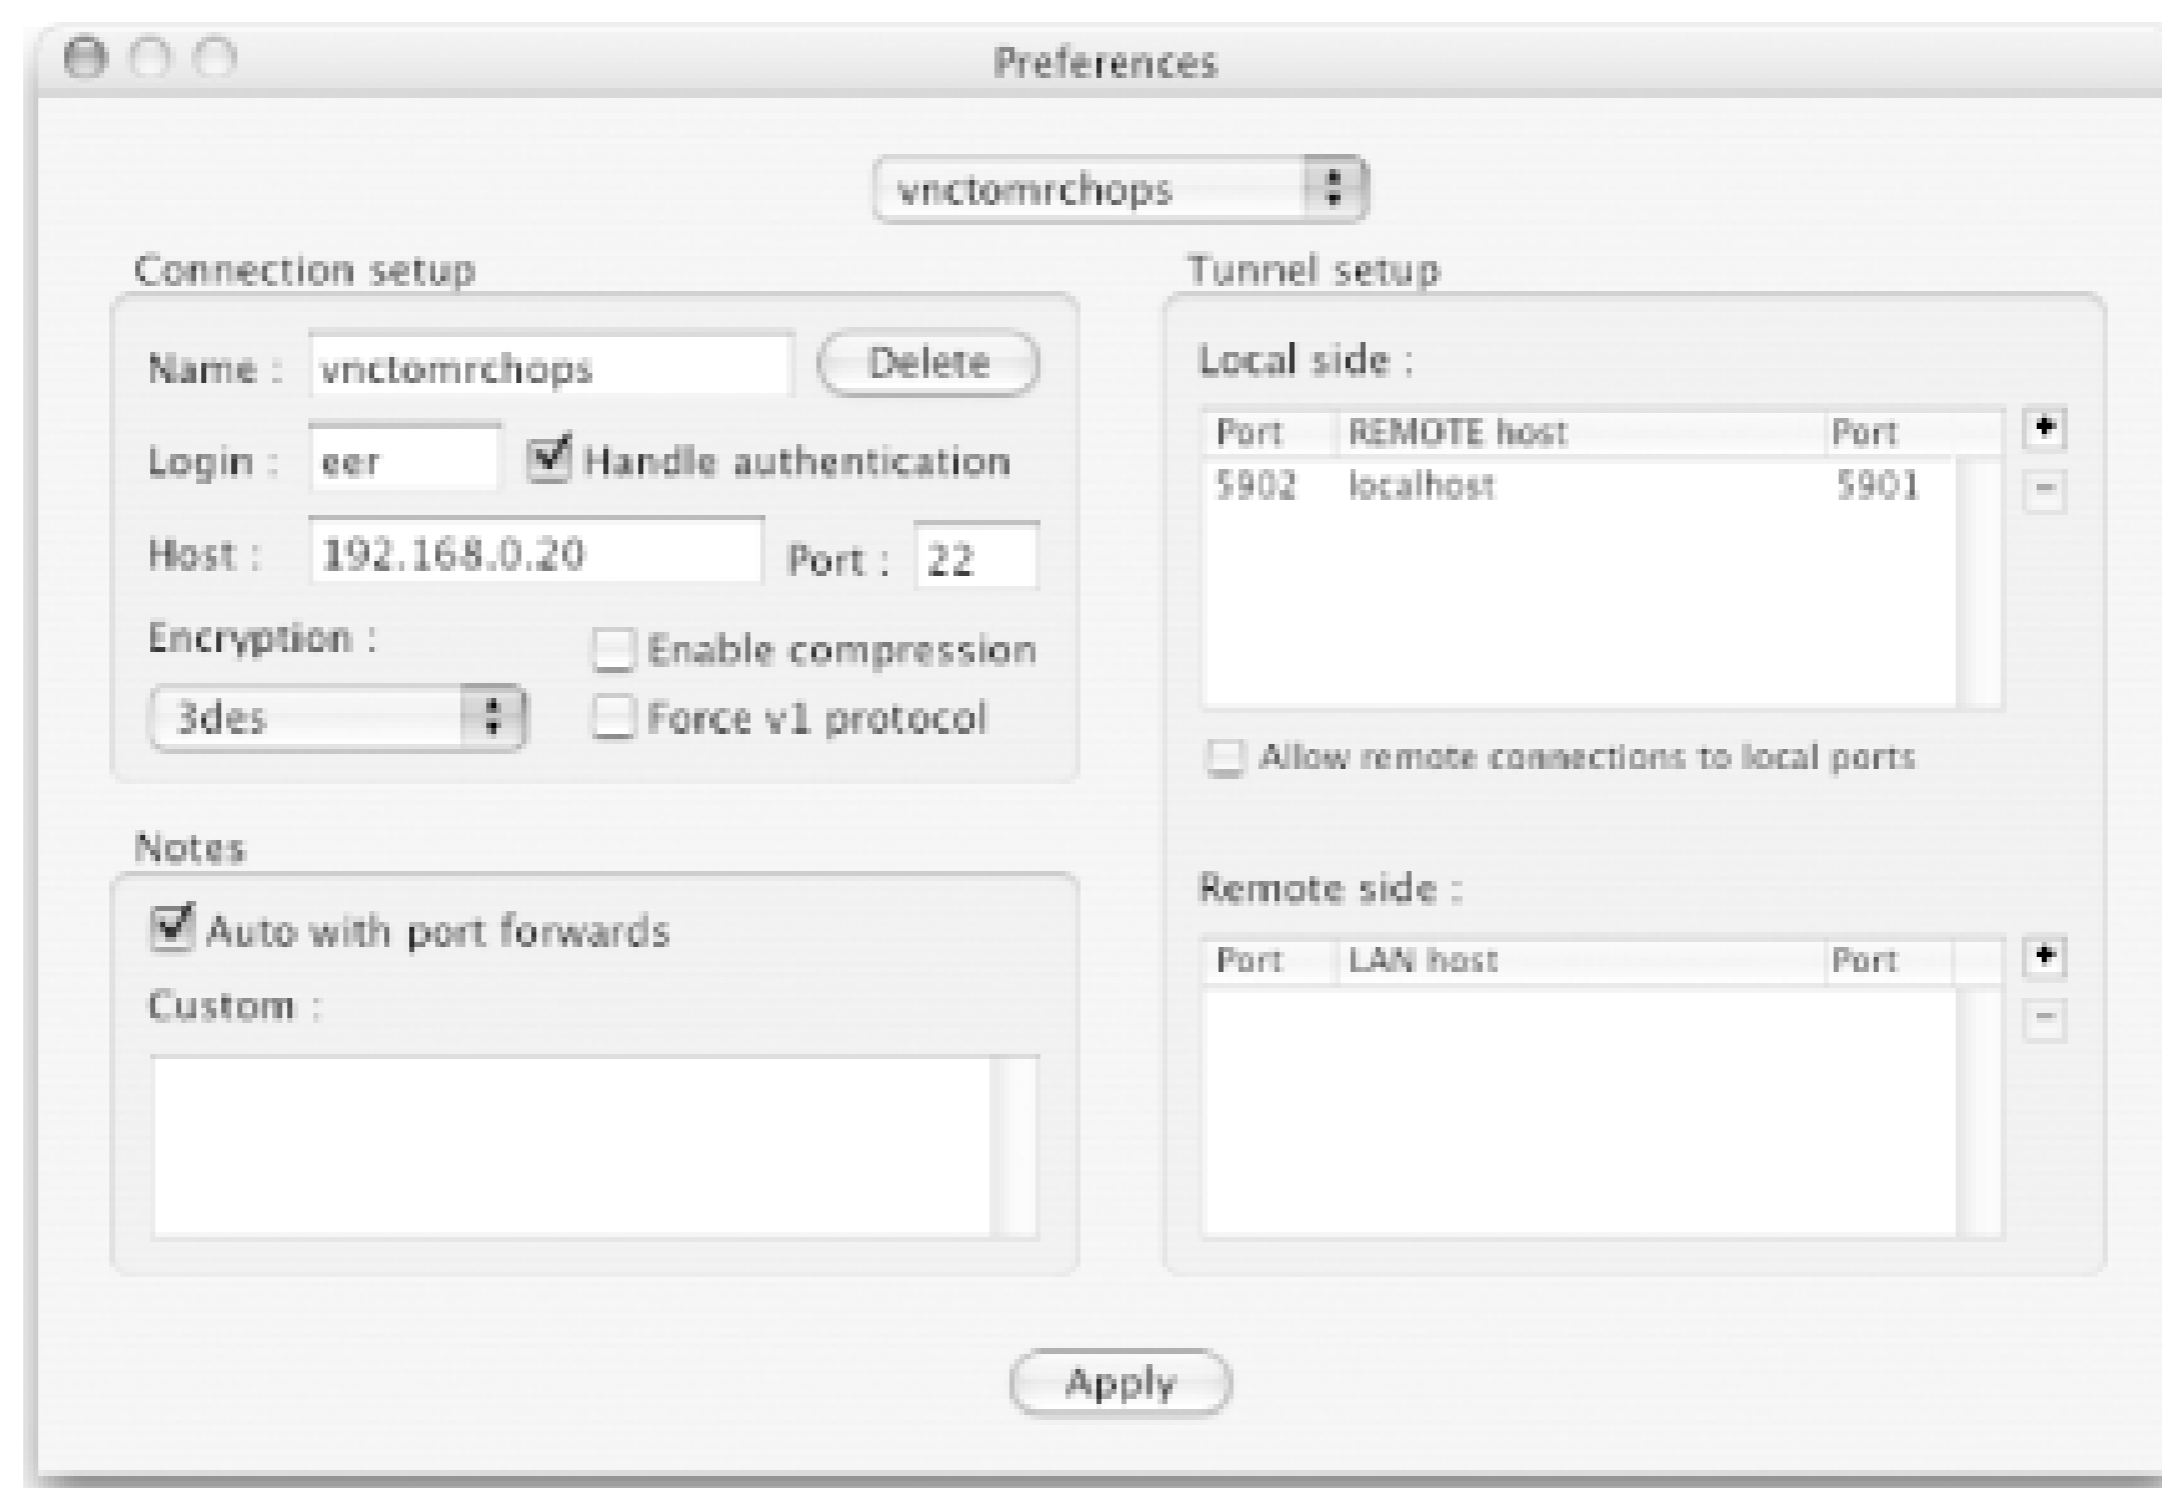 Preferences
vnctomrchops
Connection setup
Name : vnctomrchops Delete
Login : eer Handle authentication
Host : 192.168.0.20 Port : 22
Encryption : Enable compression
3des Force v1 protocol
Notes
Auto with port forwards
Custom :
Tunnel setup
Local side :
Port REMOTE host Port +
5902 localhost 5901 -
Allow remote connections to local ports
Remote side :
Port LAN host Port +
-
Apply